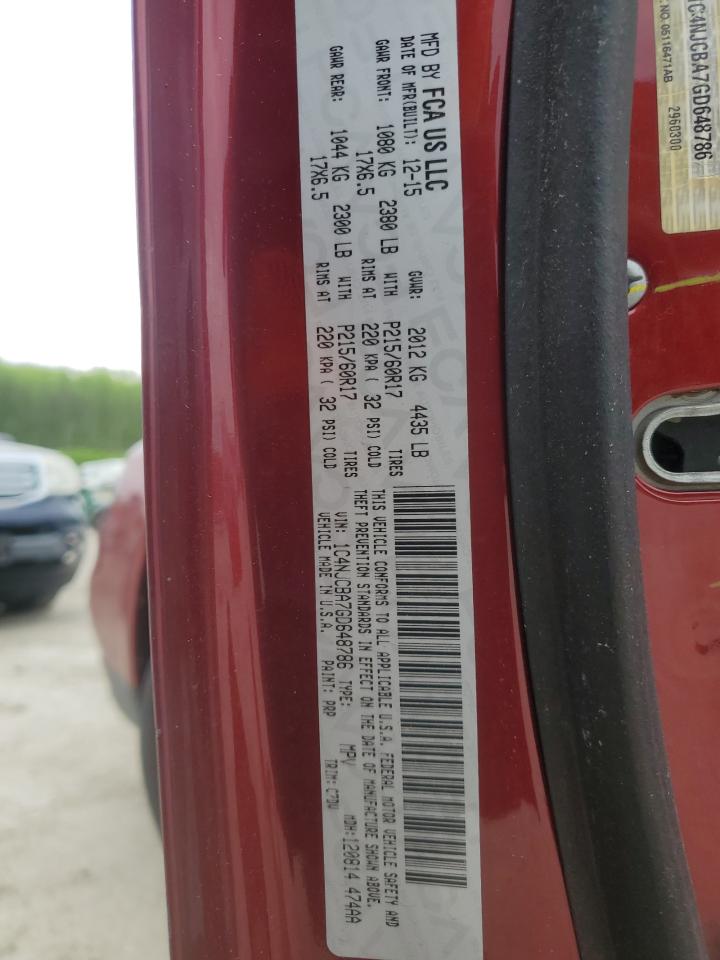 MFD BY FCA US LLC
DATE OF MFR(BUILT): 12-15 GVWR: 2012 KG 4435 LB
GAWR FRONT: 1080 KG 2380 LB WITH P215/60R17 TIRES
17X6.5 RIMS AT 220 KPA ( 32 PSI) COLD
GAWR REAR: 1044 KG 2300 LB WITH P215/60R17 TIRES
17X6.5 RIMS AT 220 KPA ( 32 PSI) COLD
THIS VEHICLE CONFORMS TO ALL APPLICABLE U.S.A. FEDERAL MOTOR VEHICLE SAFETY AND
THEFT PREVENTION STANDARDS IN EFFECT ON THE DATE OF MANUFACTURE SHOWN ABOVE.
VIN: 1C4NJCBA7GD648786 TYPE: MPV MDH:120814 474AA
VEHICLE MADE IN U.S.A. PAINT: PRP TRIM: C7DW
1C4NJCBA7GD648786
NO. 05116471AB 2960300